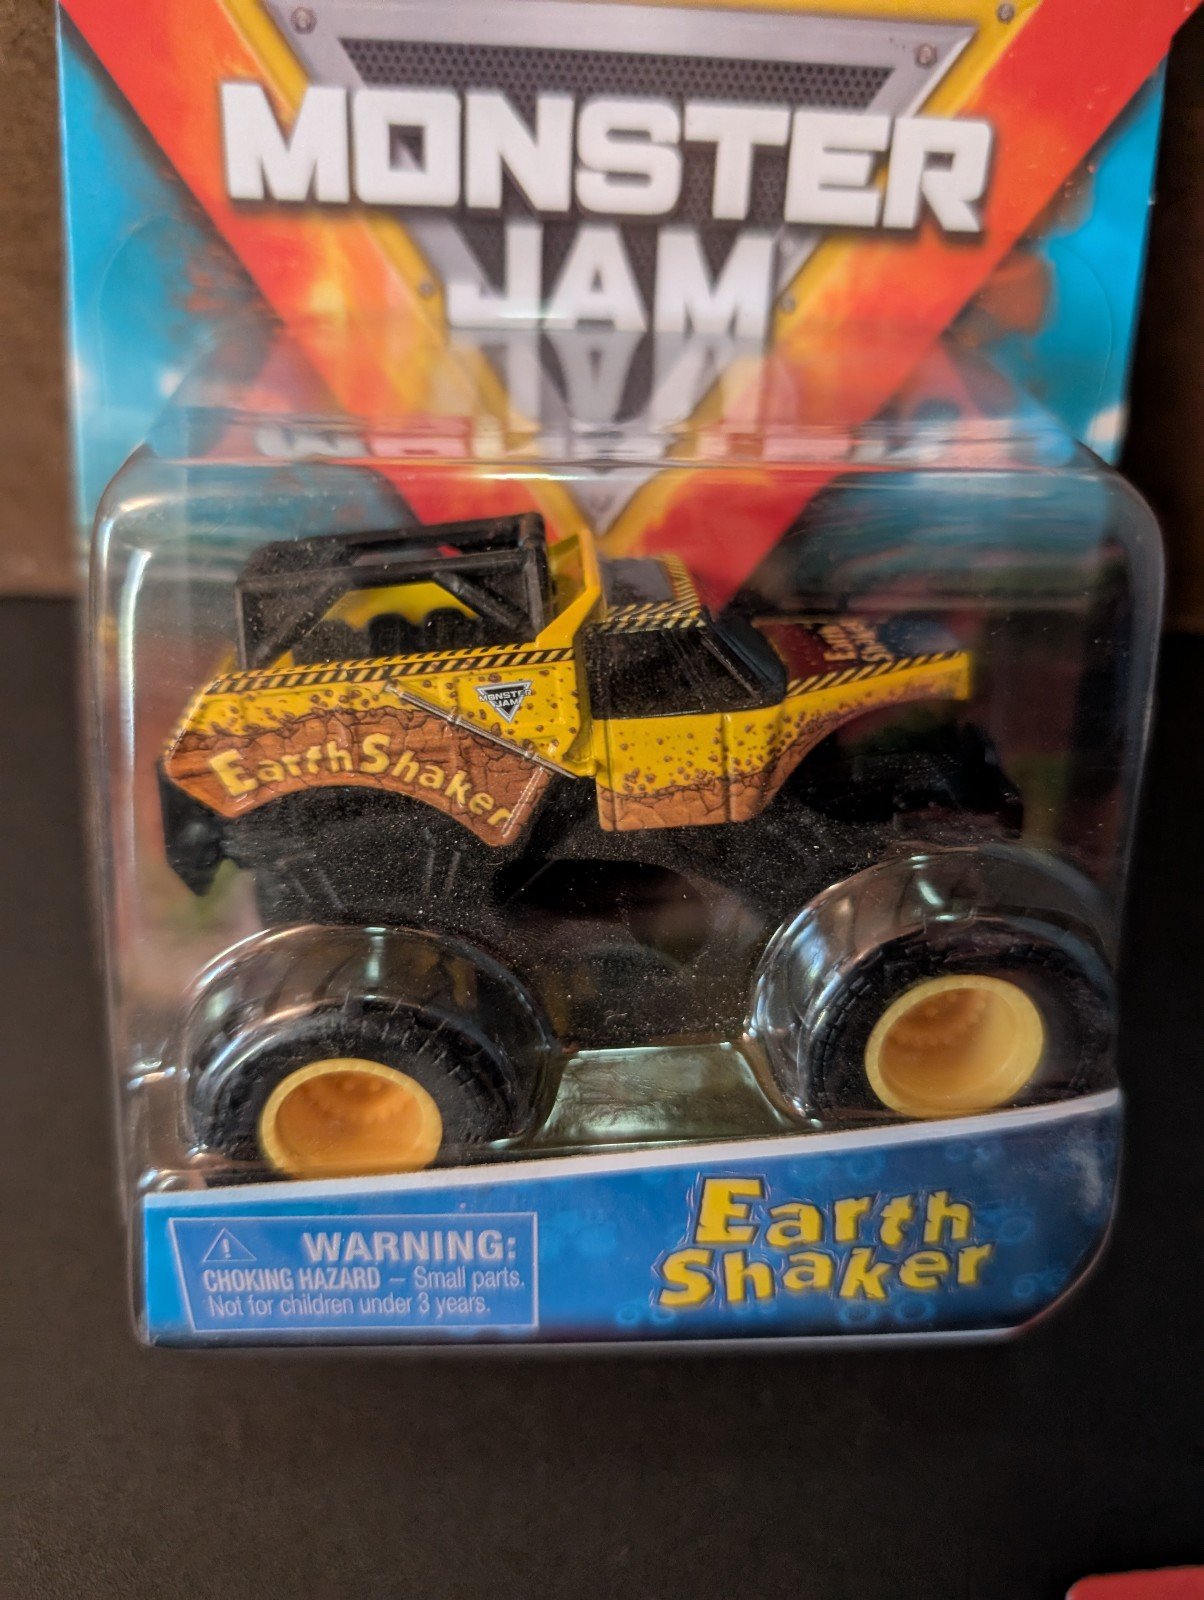 MONSTER
JAM
MONSTER
JAM
Earth Shaker
WARNING:
CHOKING HAZARD – Small parts.
Not for children under 3 years.
Earth
Shaker